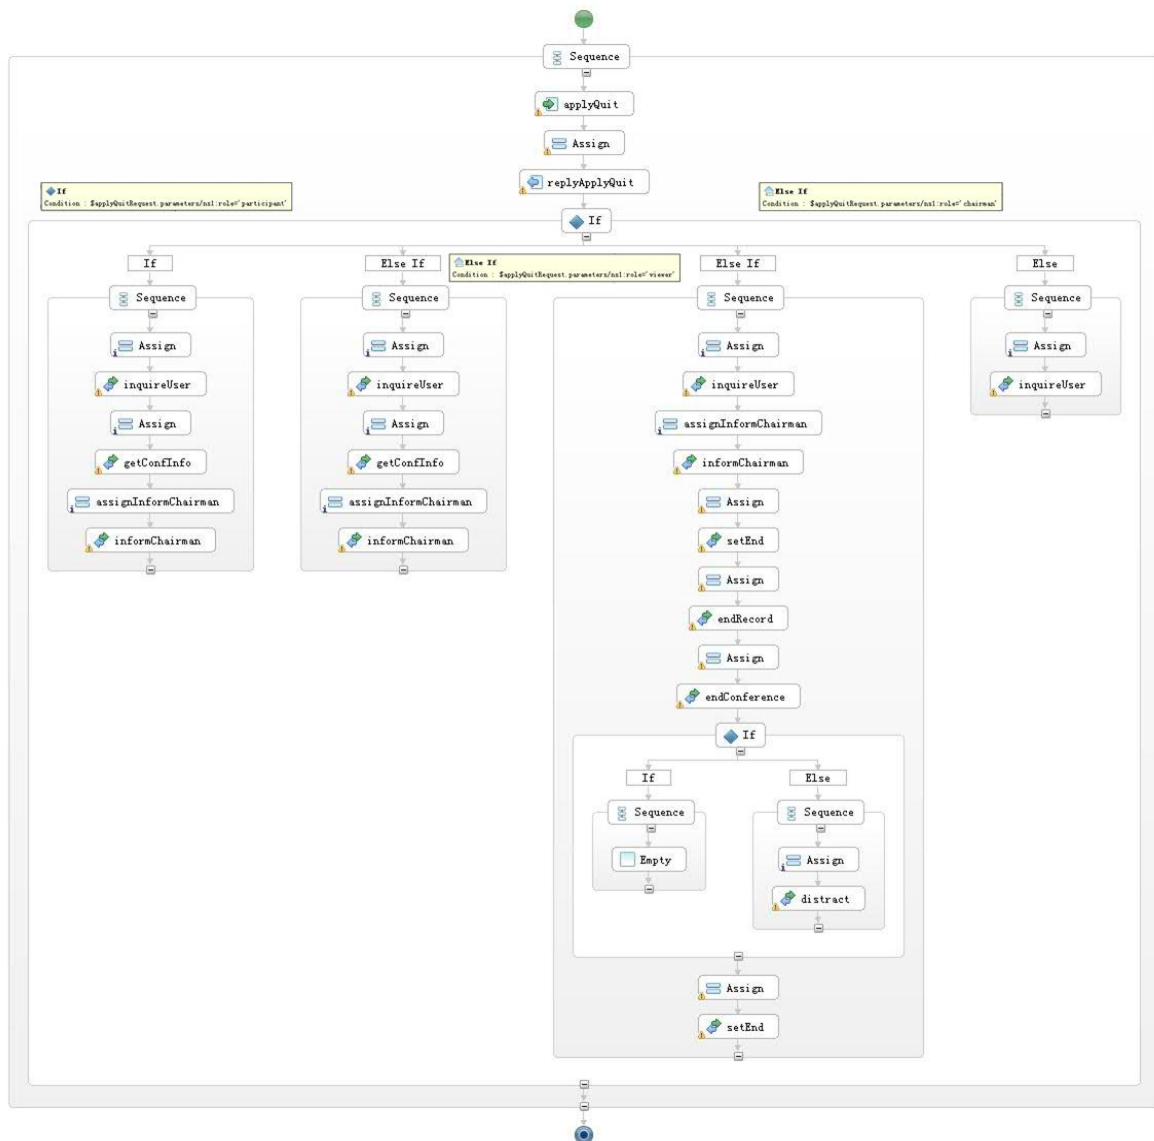 Sequence
applyQuit
Assign
replyApplyQuit
If
Condition : $applyQuitRequest.parameters/ns1:role='participant'
Else If
Condition : $applyQuitRequest.parameters/ns1:role='chairman'
If
If
Else If
Else If
Condition : $applyQuitRequest.parameters/ns1:role='viewer'
Else If
Else
Sequence
Sequence
Sequence
Sequence
Assign
Assign
Assign
Assign
inquireUser
inquireUser
inquireUser
inquireUser
Assign
Assign
assignInformChairman
getConfInfo
getConfInfo
informChairman
assignInformChairman
assignInformChairman
Assign
informChairman
informChairman
setEnd
Assign
endRecord
Assign
endConference
If
If
Else
Sequence
Sequence
Empty
Assign
distract
Assign
setEnd